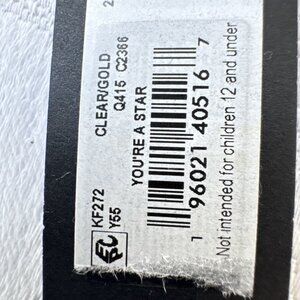 KF272 CLEAR/GOLD
Y55 Q415 C2366
YOU'RE A STAR
1 96021 40516 7
Not intended for children 12 and under